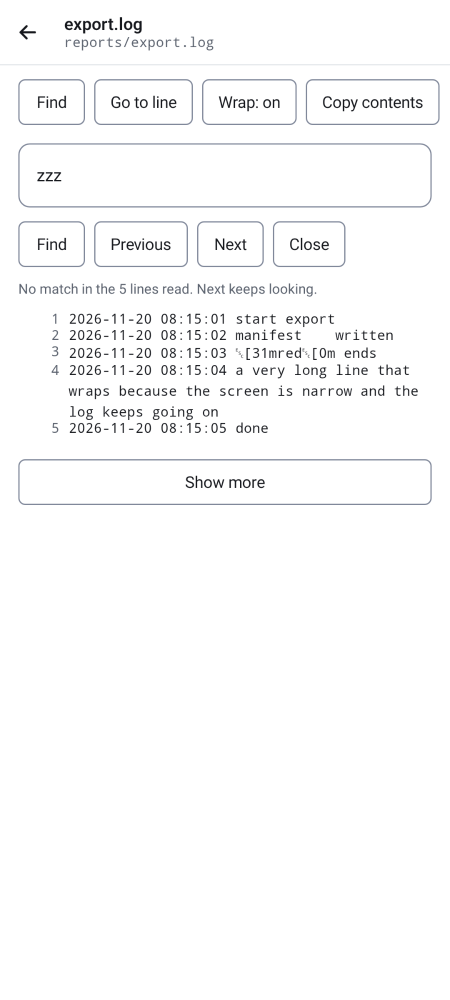 export.log
reports/export.log
Find
Go to line
Wrap: on
Copy contents
zzz
Find
Previous
Next
Close
No match in the 5 lines read. Next keeps looking.
1 2026-11-20 08:15:01 start export
2 2026-11-20 08:15:02 manifest    written
3 2026-11-20 08:15:03 ␛[31mred␛[0m ends
4 2026-11-20 08:15:04 a very long line that
wraps because the screen is narrow and the
log keeps going on
5 2026-11-20 08:15:05 done
Show more